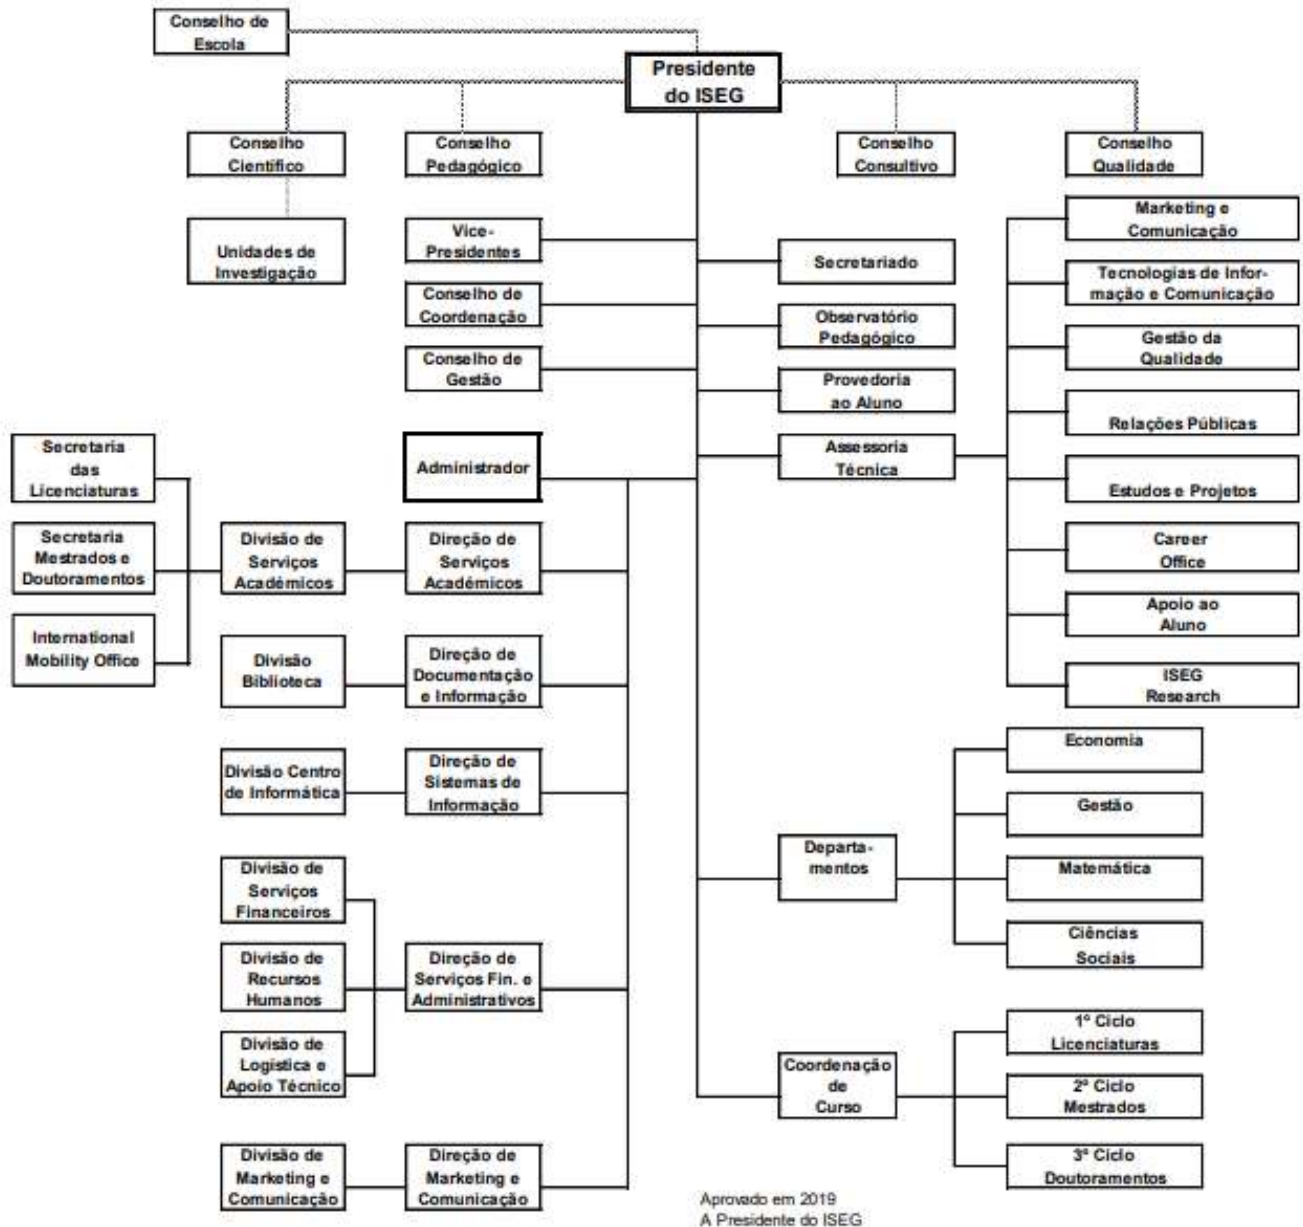 Conselho de
Escola
Presidente
do ISEG
Conselho
Científico
Conselho
Pedagógico
Conselho
Consultivo
Conselho
Qualidade
Unidades de
Investigação
Vice-
Presidentes
Conselho de
Coordenação
Conselho de
Gestão
Secretariado
Observatório
Pedagógico
Provedoria
ao Aluno
Assessoria
Técnica
Marketing e
Comunicação
Tecnologias de Infor-
mação e Comunicação
Gestão da
Qualidade
Relações Públicas
Estudos e Projetos
Career
Office
Apoio ao
Aluno
ISEG
Research
Administrador
Secretaria
das
Licenciaturas
Secretaria
Mestrados e
Doutoramentos
International
Mobility Office
Divisão de
Serviços
Académicos
Direção de
Serviços
Académicos
Divisão
Biblioteca
Direção de
Documentação
e Informação
Divisão Centro
de Informática
Direção de
Sistemas de
Informação
Divisão de
Serviços
Financeiros
Divisão de
Recursos
Humanos
Divisão de
Logística e
Apoio Técnico
Direção de
Serviços Fin. e
Administrativos
Divisão de
Marketing e
Comunicação
Direção de
Marketing e
Comunicação
Departa-
mentos
Economia
Gestão
Matemática
Ciências
Sociais
Coordenação
de
Curso
1º Ciclo
Licenciaturas
2º Ciclo
Mestrados
3º Ciclo
Doutoramentos
Aprovado em 2019
A Presidente do ISEG